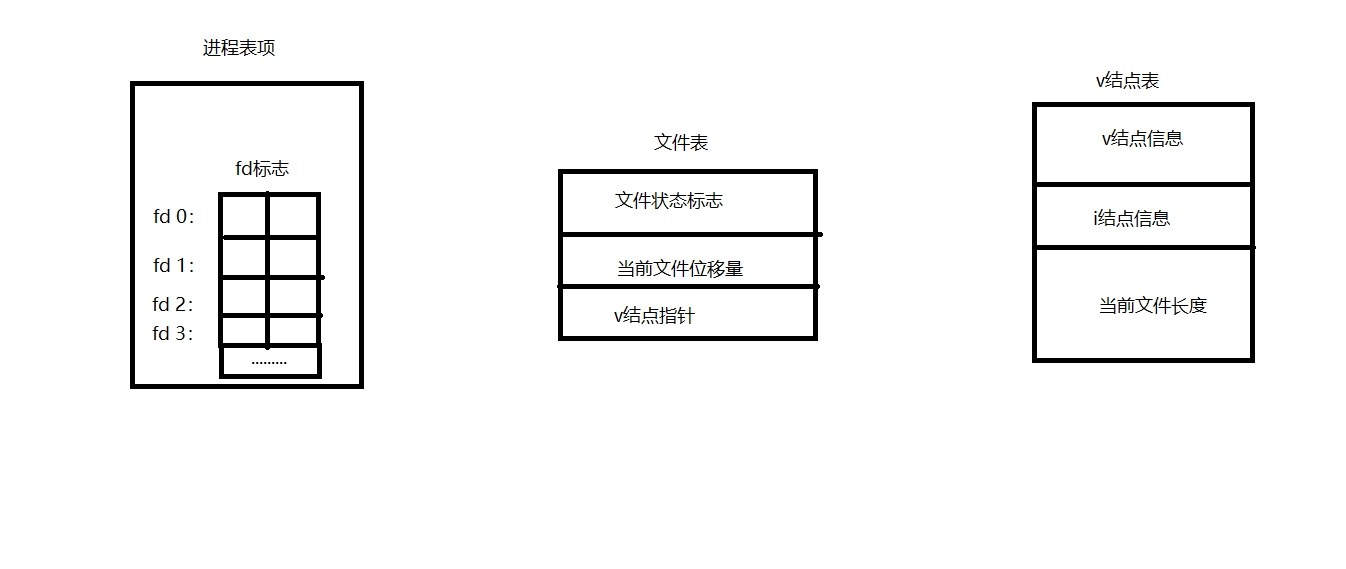 进程表项
fd标志
fd 0：
fd 1：
fd 2：
fd 3：
.........
文件表
文件状态标志
当前文件位移量
v结点指针
v结点表
v结点信息
i结点信息
当前文件长度